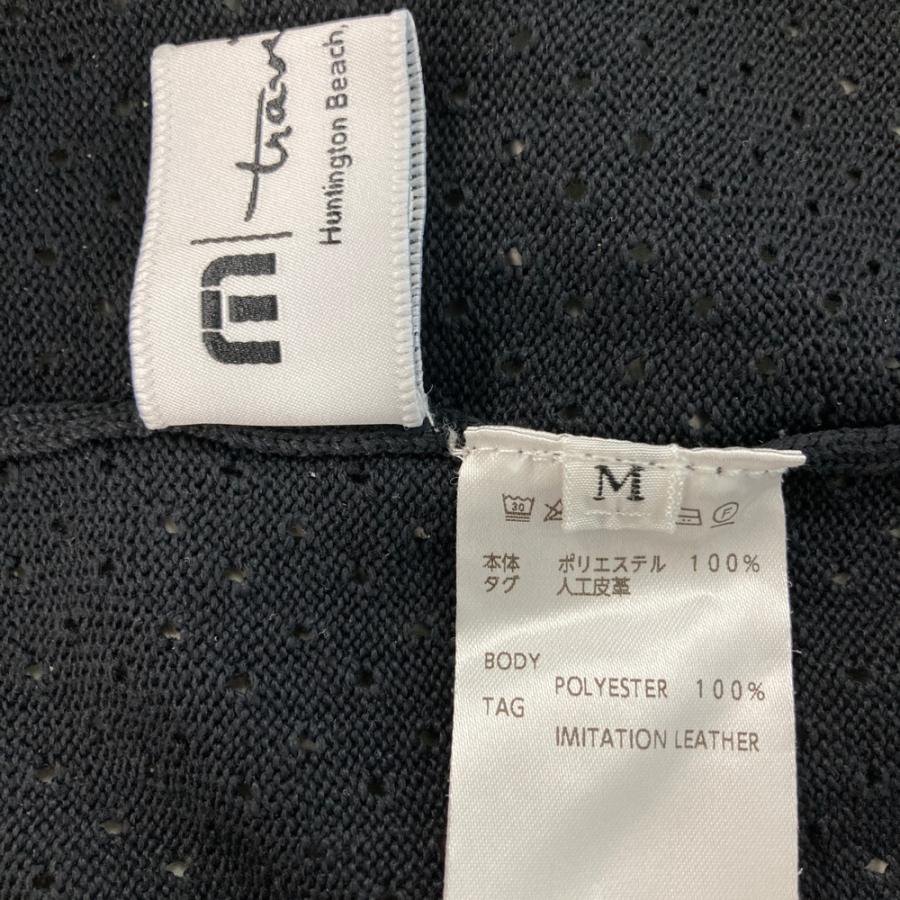 Huntington Beach,
M
30
本体 ポリエステル 100%
タグ 人工皮革
BODY
POLYESTER 100%
TAG
IMITATION LEATHER